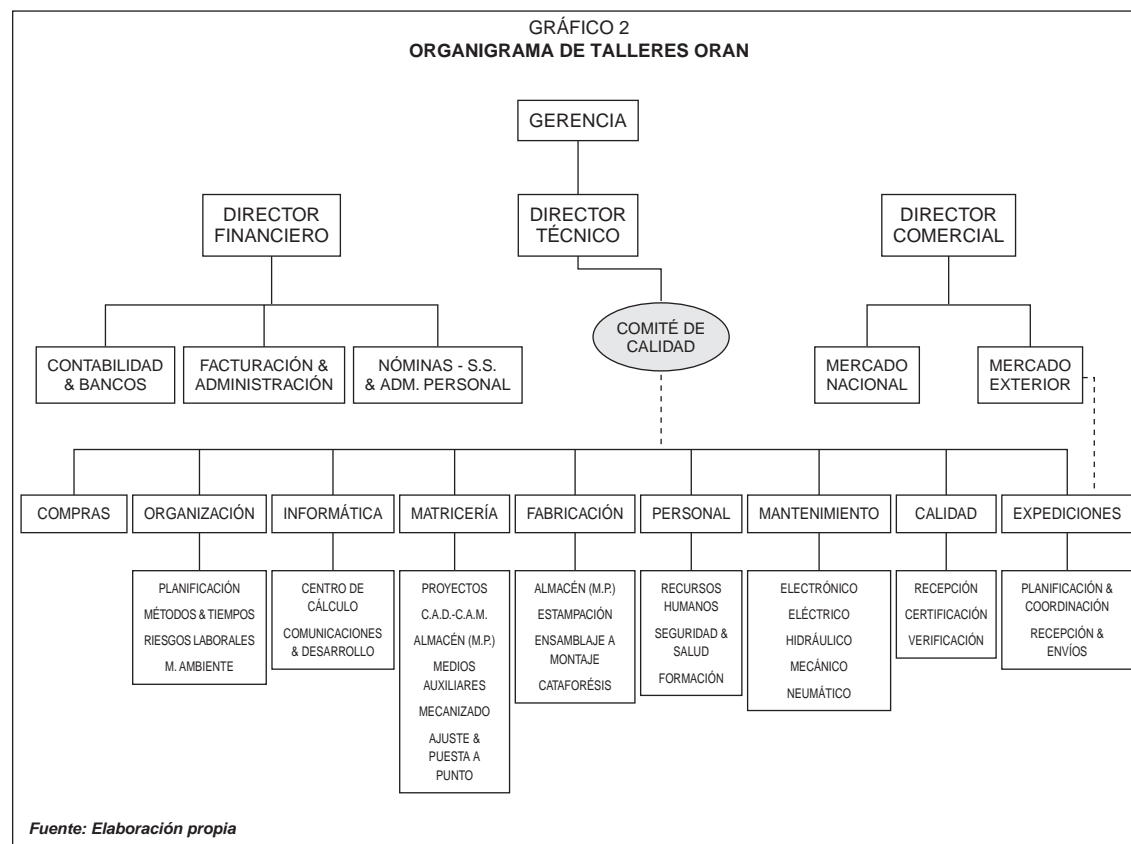 GRÁFICO 2
ORGANIGRAMA DE TALLERES ORAN
GERENCIA
DIRECTOR
FINANCIERO
DIRECTOR
TÉCNICO
DIRECTOR
COMERCIAL
COMITÉ DE
CALIDAD
CONTABILIDAD
& BANCOS
FACTURACIÓN &
ADMINISTRACIÓN
NÓMINAS - S.S.
& ADM. PERSONAL
MERCADO
NACIONAL
MERCADO
EXTERIOR
COMPRAS
ORGANIZACIÓN
INFORMÁTICA
MATRICERÍA
FABRICACIÓN
PERSONAL
MANTENIMIENTO
CALIDAD
EXPEDICIONES
PLANIFICACIÓN
MÉTODOS & TIEMPOS
RIESGOS LABORALES
M. AMBIENTE
CENTRO DE
CÁLCULO
COMUNICACIONES
& DESARROLLO
PROYECTOS
C.A.D.-C.A.M.
ALMACÉN (M.P.)
MEDIOS
AUXILIARES
MECANIZADO
AJUSTE &
PUESTA A
PUNTO
ALMACÉN (M.P.)
ESTAMPACIÓN
ENSAMBLAJE A
MONTAJE
CATAFORÉSIS
RECURSOS
HUMANOS
SEGURIDAD &
SALUD
FORMACIÓN
ELECTRÓNICO
ELÉCTRICO
HIDRÁULICO
MECÁNICO
NEUMÁTICO
RECEPCIÓN
CERTIFICACIÓN
VERIFICACIÓN
PLANIFICACIÓN &
COORDINACIÓN
RECEPCIÓN &
ENVÍOS
Fuente: Elaboración propia